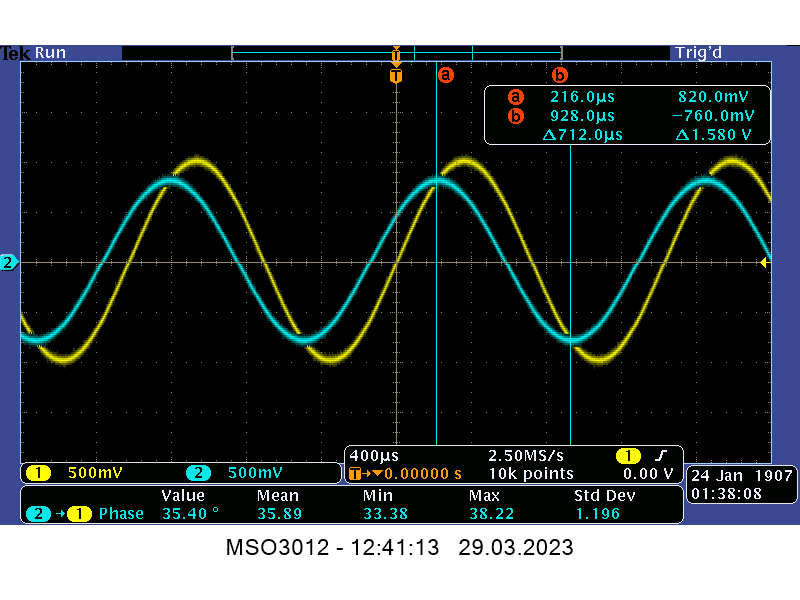 Tek Run Trig'd
T
T a b
a 216.0µs 820.0mV
b 928.0µs −760.0mV
Δ712.0µs Δ1.580 V
2
400µs 2.50MS/s 1
1 500mV 2 500mV T→▼0.00000 s 10k points 0.00 V
24 Jan 1907
01:38:08
Value Mean Min Max Std Dev
2 →1 Phase 35.40 ° 35.89 33.38 38.22 1.196
MSO3012 - 12:41:13 29.03.2023